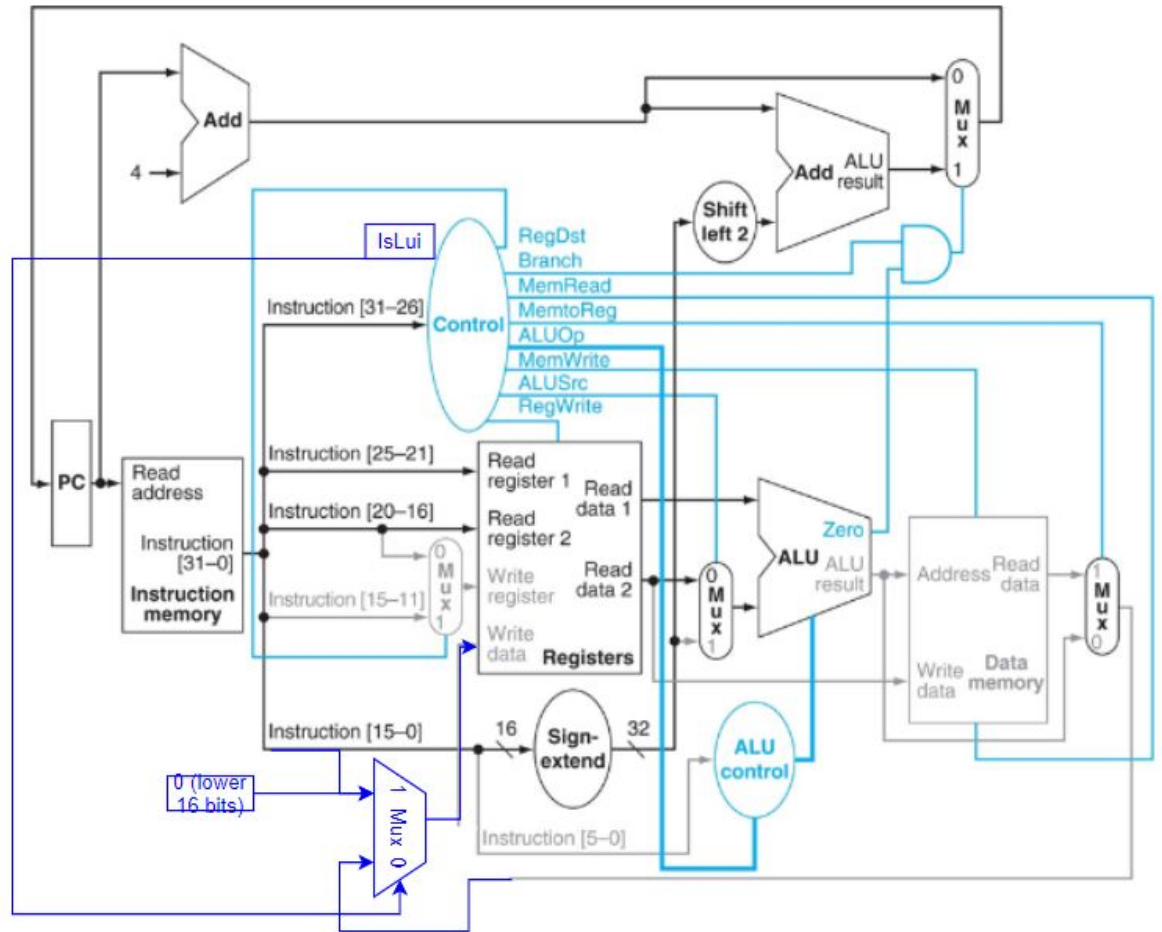 Add
4
Add
ALU
result
0
M
u
x
1
Shift
left 2
IsLui
RegDst
Branch
MemRead
MemtoReg
ALUOp
MemWrite
ALUSrc
RegWrite
Instruction [31–26]
Control
PC
Read
address
Instruction
[31–0]
Instruction
memory
Instruction [25–21]
Instruction [20–16]
Instruction [15–11]
0
M
u
x
1
Read
register 1
Read
register 2
Write
register
Write
data
Read
data 1
Read
data 2
Registers
0
M
u
x
1
Zero
ALU
ALU
result
Address
Read
data
Write
data
Data
memory
1
M
u
x
0
Instruction [15–0]
16
Sign-
extend
32
ALU
control
Instruction [5–0]
0 (lower
16 bits)
1 Mux 0